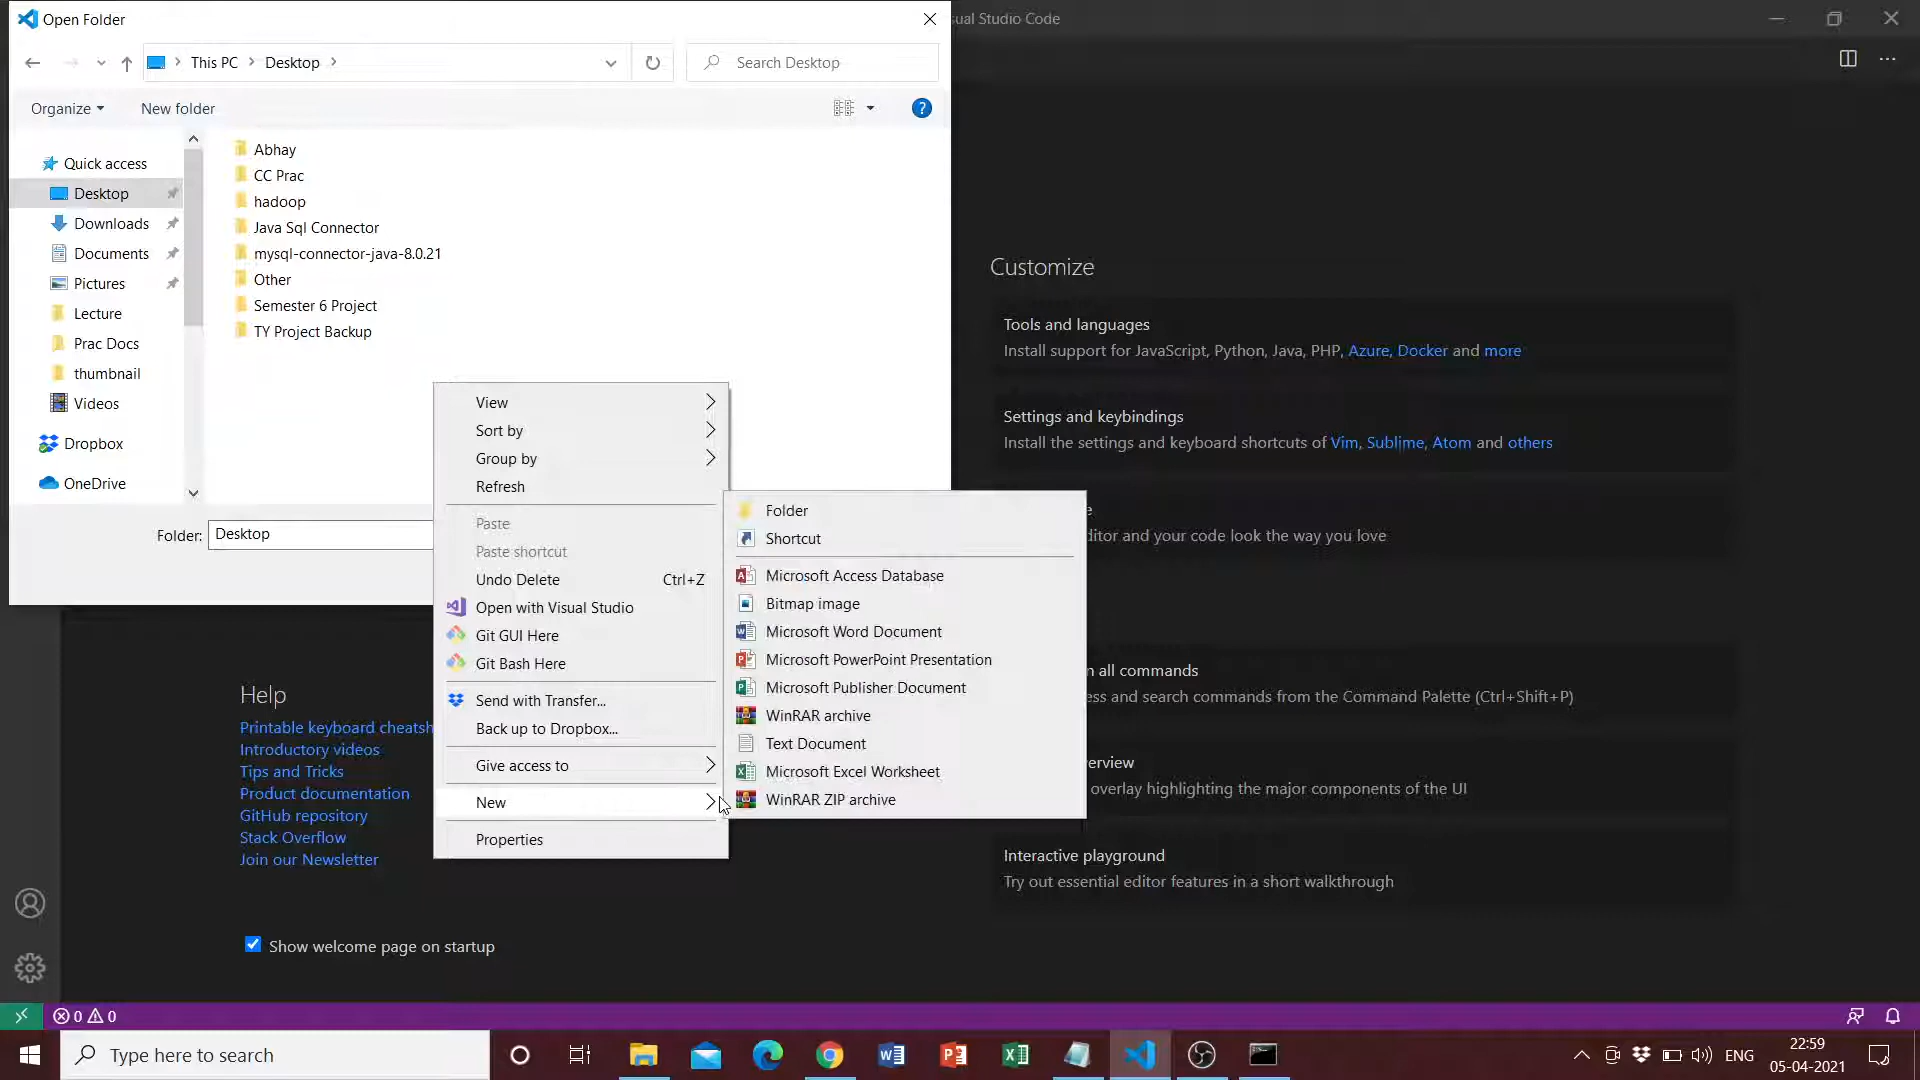 Open Folder
sual Studio Code
This PC
Desktop
Search Desktop
Organize
New folder
Quick access
Desktop
Downloads
Documents
Pictures
Lecture
Prac Docs
thumbnail
Videos
Dropbox
OneDrive
Abhay
CC Prac
hadoop
Java Sql Connector
mysql-connector-java-8.0.21
Other
Semester 6 Project
TY Project Backup
Folder:
Desktop
View
Sort by
Group by
Refresh
Paste
Paste shortcut
Undo Delete Ctrl+Z
Open with Visual Studio
Git GUI Here
Git Bash Here
Send with Transfer...
Back up to Dropbox...
Give access to
New
Properties
Folder
Shortcut
Microsoft Access Database
Bitmap image
Microsoft Word Document
Microsoft PowerPoint Presentation
Microsoft Publisher Document
WinRAR archive
Text Document
Microsoft Excel Worksheet
WinRAR ZIP archive
Customize
Tools and languages
Install support for JavaScript, Python, Java, PHP, Azure, Docker and more
Settings and keybindings
Install the settings and keyboard shortcuts of Vim, Sublime, Atom and others
e
ditor and your code look the way you love
all commands
ess and search commands from the Command Palette (Ctrl+Shift+P)
erview
overlay highlighting the major components of the UI
Interactive playground
Try out essential editor features in a short walkthrough
Help
Printable keyboard cheatsh
Introductory videos
Tips and Tricks
Product documentation
GitHub repository
Stack Overflow
Join our Newsletter
Show welcome page on startup
0 0
Type here to search
ENG
22:59
05-04-2021